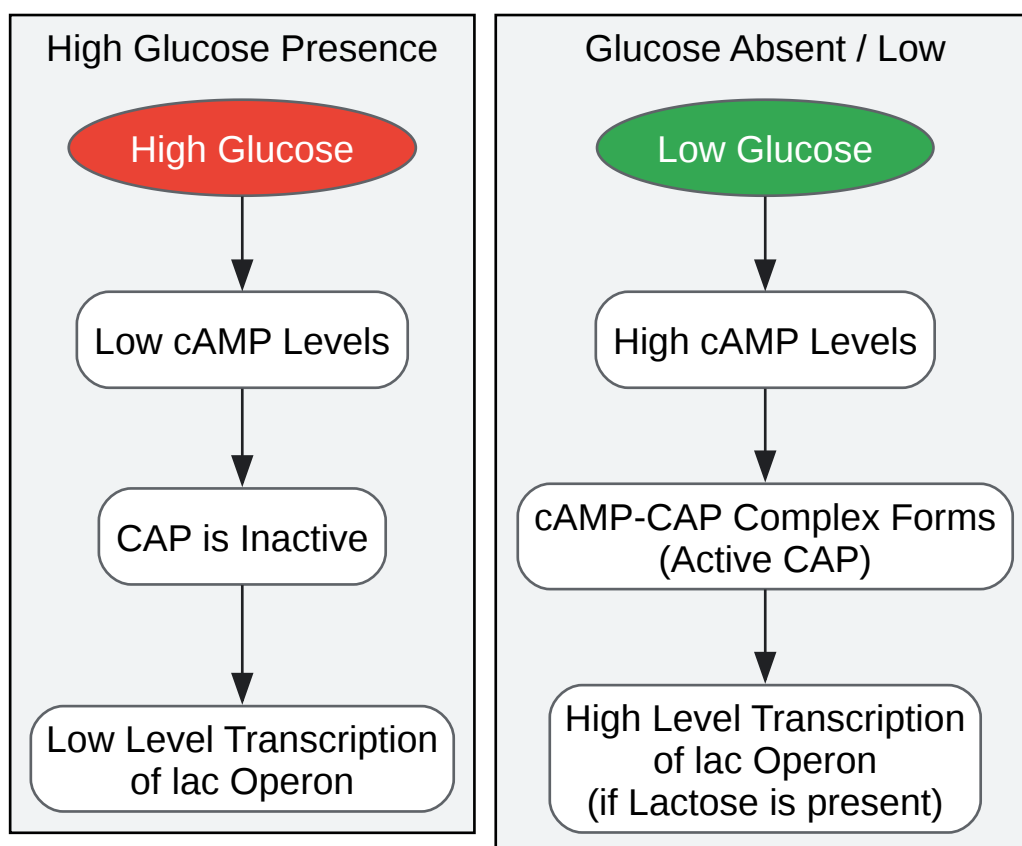 High Glucose Presence
High Glucose
Low cAMP Levels
CAP is Inactive
Low Level Transcription
of lac Operon
Glucose Absent / Low
Low Glucose
High cAMP Levels
cAMP-CAP Complex Forms
(Active CAP)
High Level Transcription
of lac Operon
(if Lactose is present)